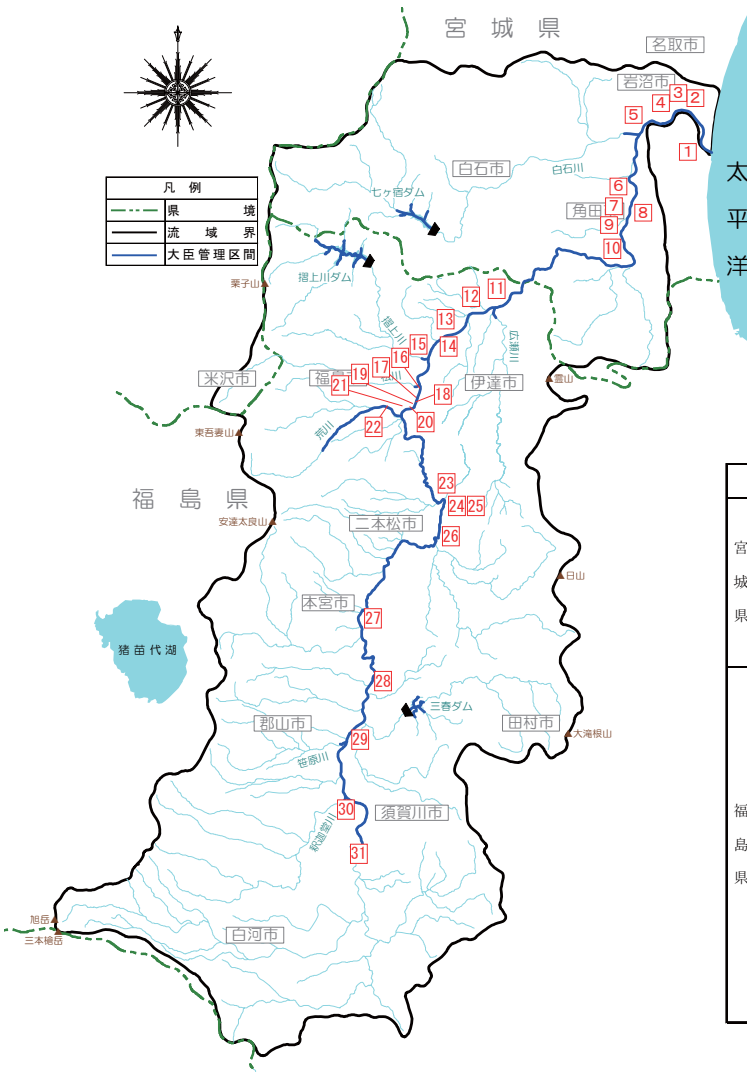 宮城県
名取市
岩沼市
3
2
4
5
1
太平洋
白石市
白石川
凡例
県境
流域界
大臣管理区間
七ヶ宿ダム
6
7
8
角田
9
10
摺上川ダム
栗子山
11
12
13
摺上川
広瀬川
14
15
16
17
19
21
米沢市
伊達市
霊山
18
20
22
荒川
東吾妻山
福島県
安達太良山
23
24
25
二本松市
26
日山
宮城県
本宮市
27
猪苗代湖
28
三春ダム
郡山市
田村市
大滝根山
29
笹原川
30
須賀川市
釈迦堂川
31
福島県
旭岳
三本槍岳
白河市